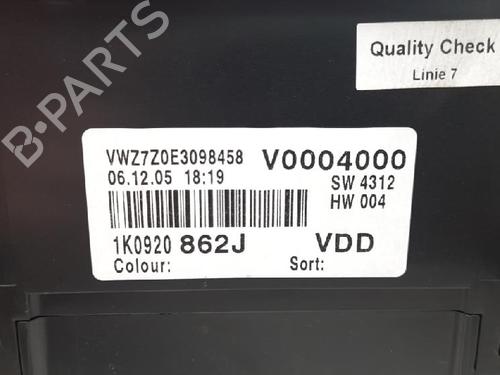 B-PARTS
Quality Check
Linie 7
VWZ7Z0E3098458 V0004000
06.12.05 18:19 SW 4312
HW 004
1K0920 862J VDD
Colour: Sort: